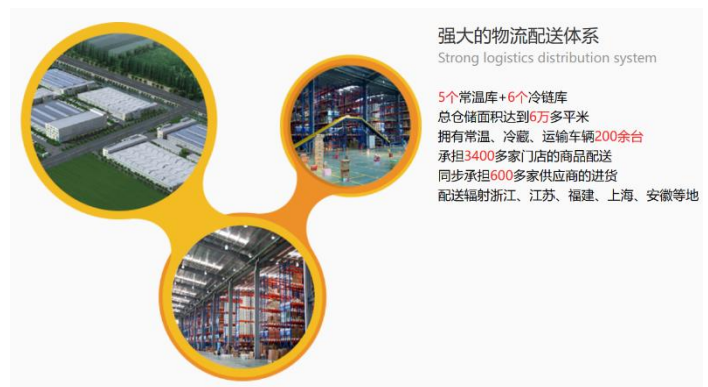 强大的物流配送体系
Strong logistics distribution system
5个常温库+6个冷链库
总仓储面积达到6万多平米
拥有常温、冷藏、运输车辆200余台
承担3400多家门店的商品配送
同步承担600多家供应商的进货
配送辐射浙江、江苏、福建、上海、安徽等地